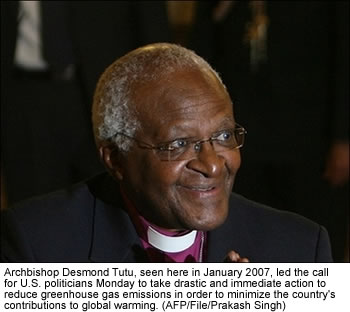 Archbishop Desmond Tutu, seen here in January 2007, led the call
for U.S. politicians Monday to take drastic and immediate action to
reduce greenhouse gas emissions in order to minimize the country's
contributions to global warming. (AFP/File/Prakash Singh)